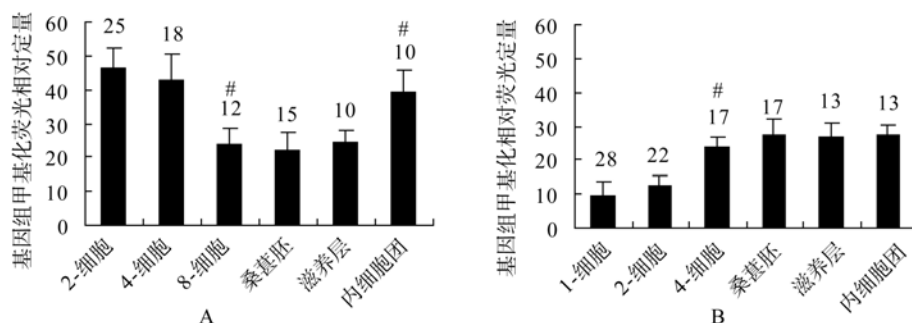 基因组甲基化荧光相对定量
60
50
40
30
20
10
0
25
18
#
12
15
10
#
10
2-细胞
4-细胞
8-细胞
桑葚胚
滋养层
内细胞团
A
基因组甲基化相对荧光定量
60
50
40
30
20
10
0
28
22
#
17
17
13
13
1-细胞
2-细胞
4-细胞
桑葚胚
滋养层
内细胞团
B